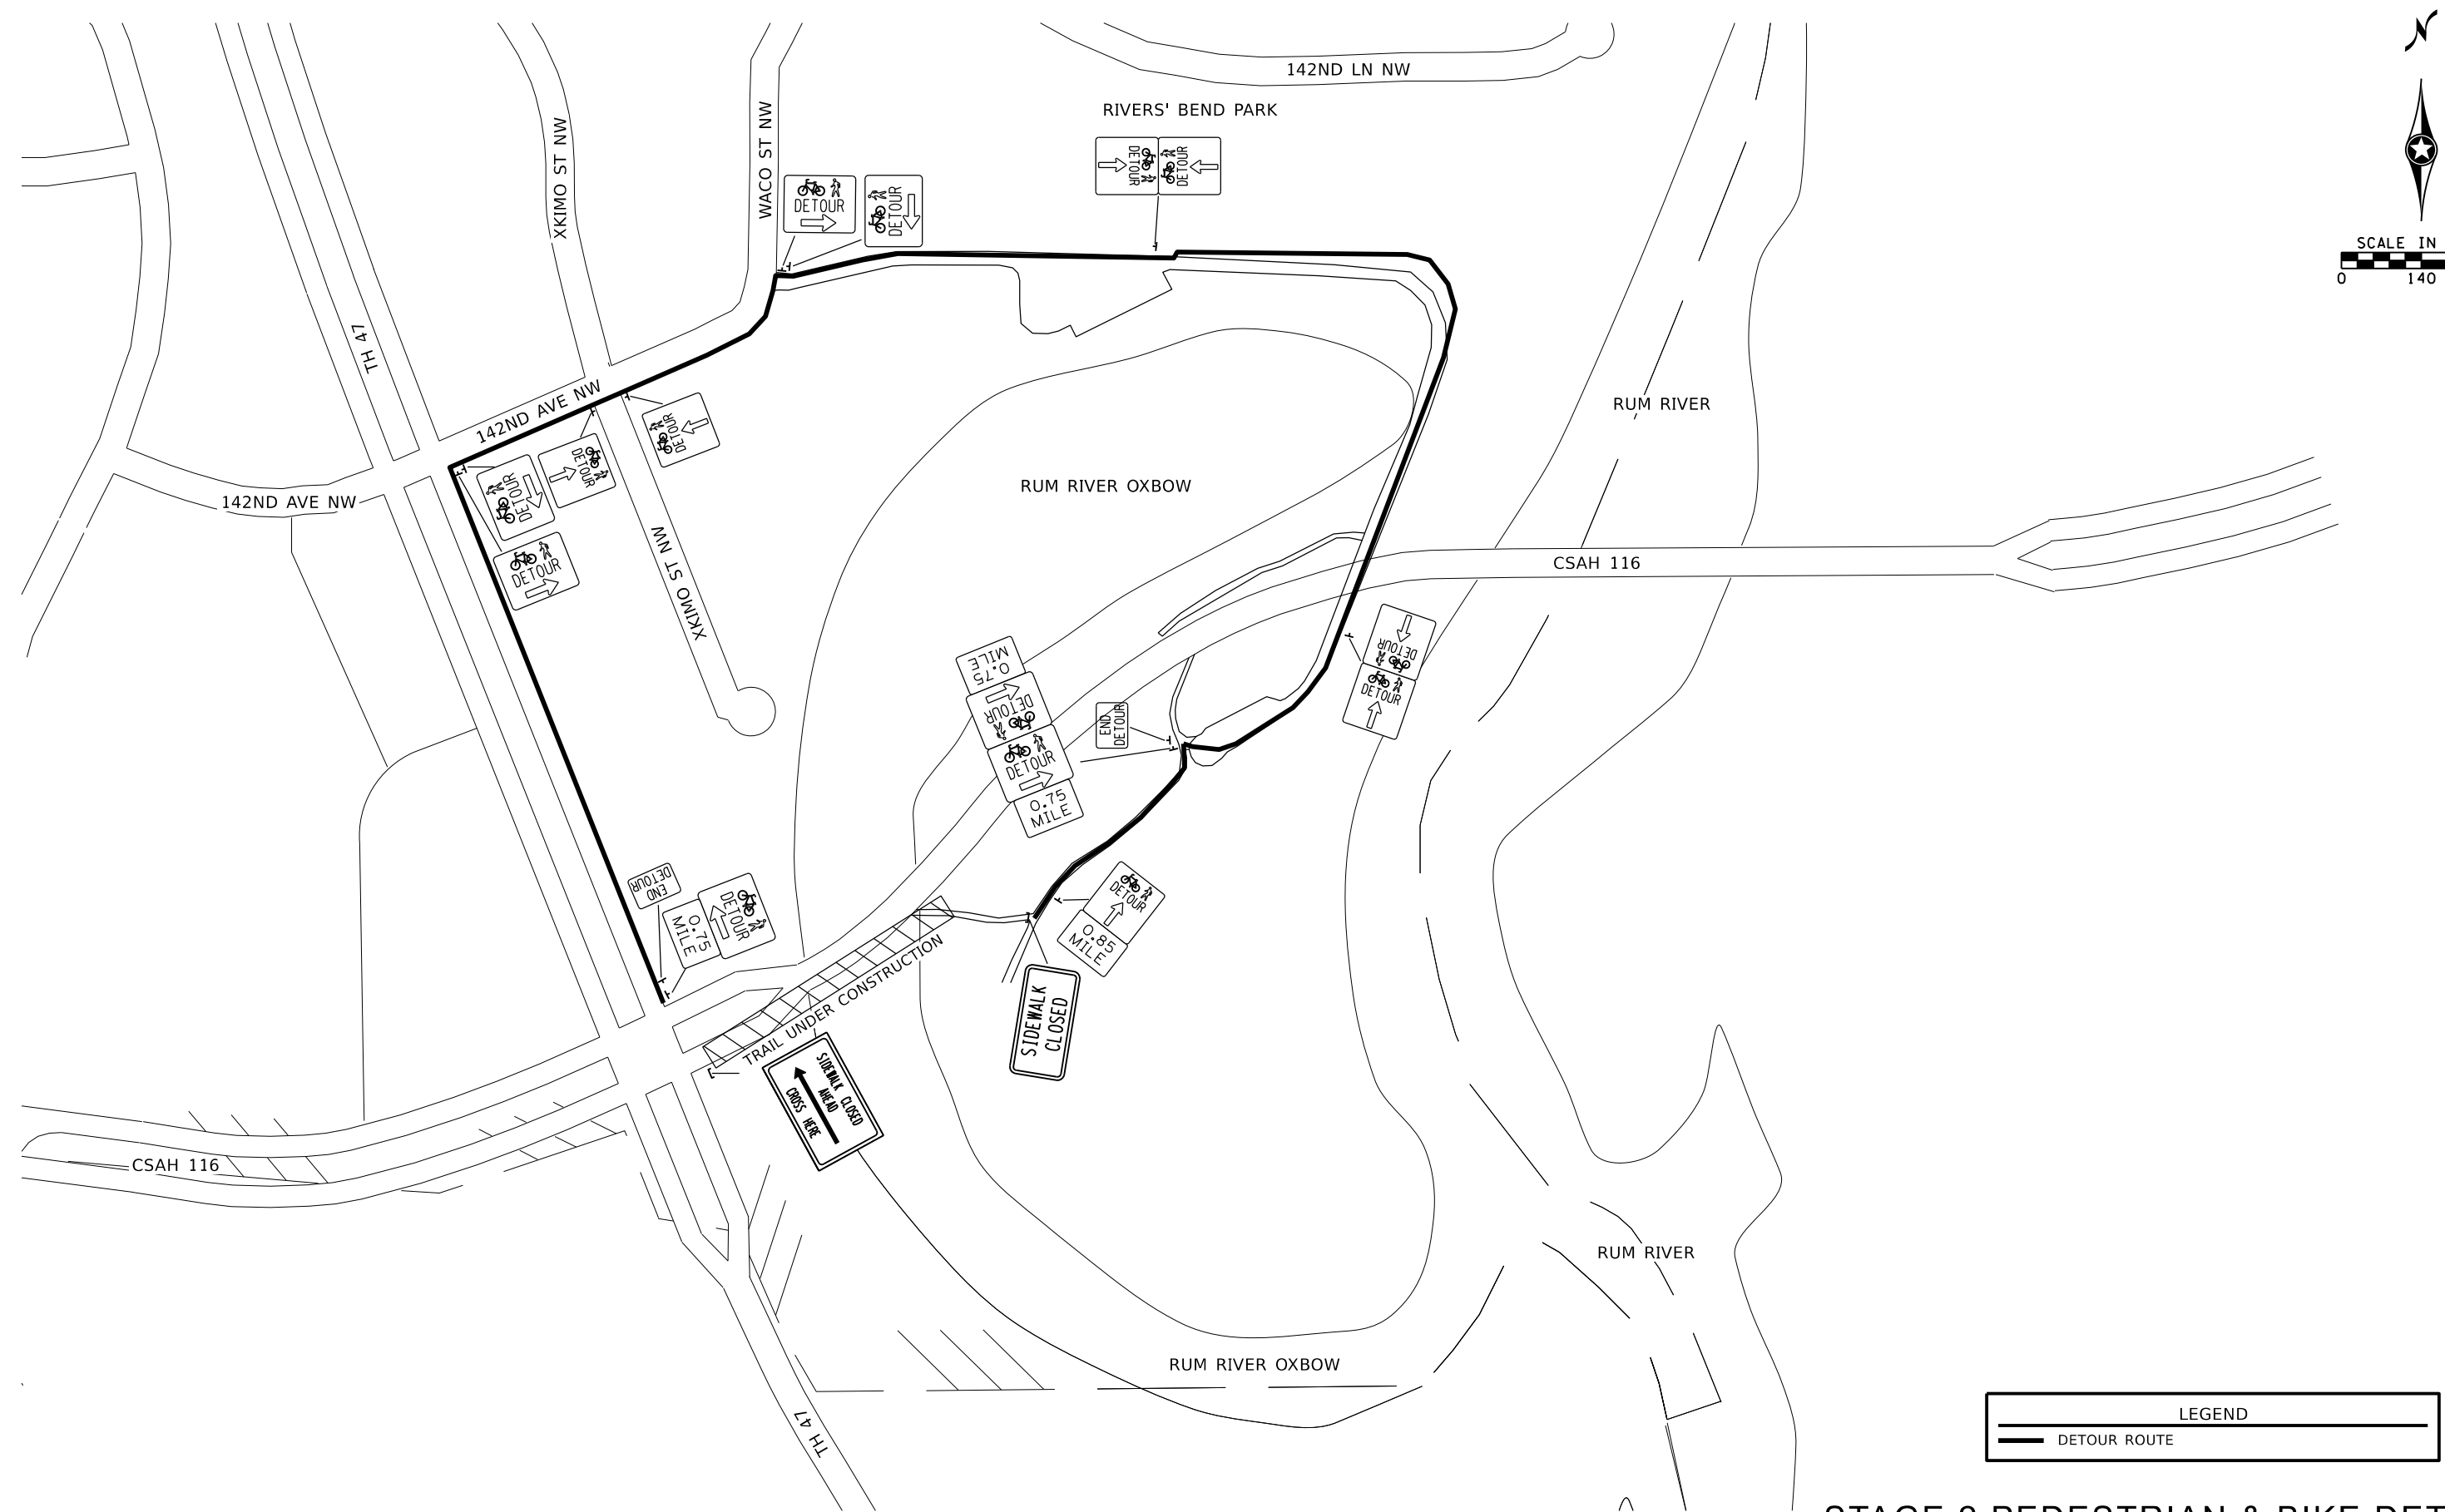 142ND LN NW
RIVERS' BEND PARK
N
XKIMO ST NW
WACO ST NW
DETOUR
DETOUR
DETOUR
DETOUR
SCALE IN
0 140
TH 47
142ND AVE NW
DETOUR
DETOUR
DETOUR
DETOUR
142ND AVE NW
XKIMO ST NW
RUM RIVER
RUM RIVER OXBOW
CSAH 116
DETOUR
DETOUR
0.75
MILE
DETOUR
DETOUR
0.75
MILE
END
DETOUR
END
DETOUR
0.75
MILE
DETOUR
DETOUR
0.85
MILE
TRAIL UNDER CONSTRUCTION
SIDEWALK
CLOSED
SIDEWALK CLOSED
AHEAD
CROSS HERE
CSAH 116
RUM RIVER
RUM RIVER OXBOW
TH 47
LEGEND
DETOUR ROUTE